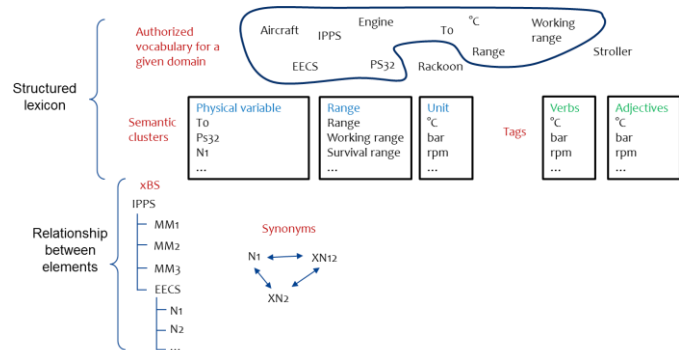 Authorized
vocabulary for a
given domain
Aircraft
IPPS
Engine
T0
°C
Working
range
EECS
PS32
Rackoon
Range
Stroller
Structured
lexicon
Semantic
clusters
Physical variable
T0
Ps32
N1
...
Range
Range
Working range
Survival range
...
Unit
°C
bar
rpm
...
Tags
Verbs
°C
bar
rpm
...
Adjectives
°C
bar
rpm
...
Relationship
between
elements
xBS
IPPS
MM1
MM2
MM3
EECS
N1
N2
...
Synonyms
N1
XN12
XN2